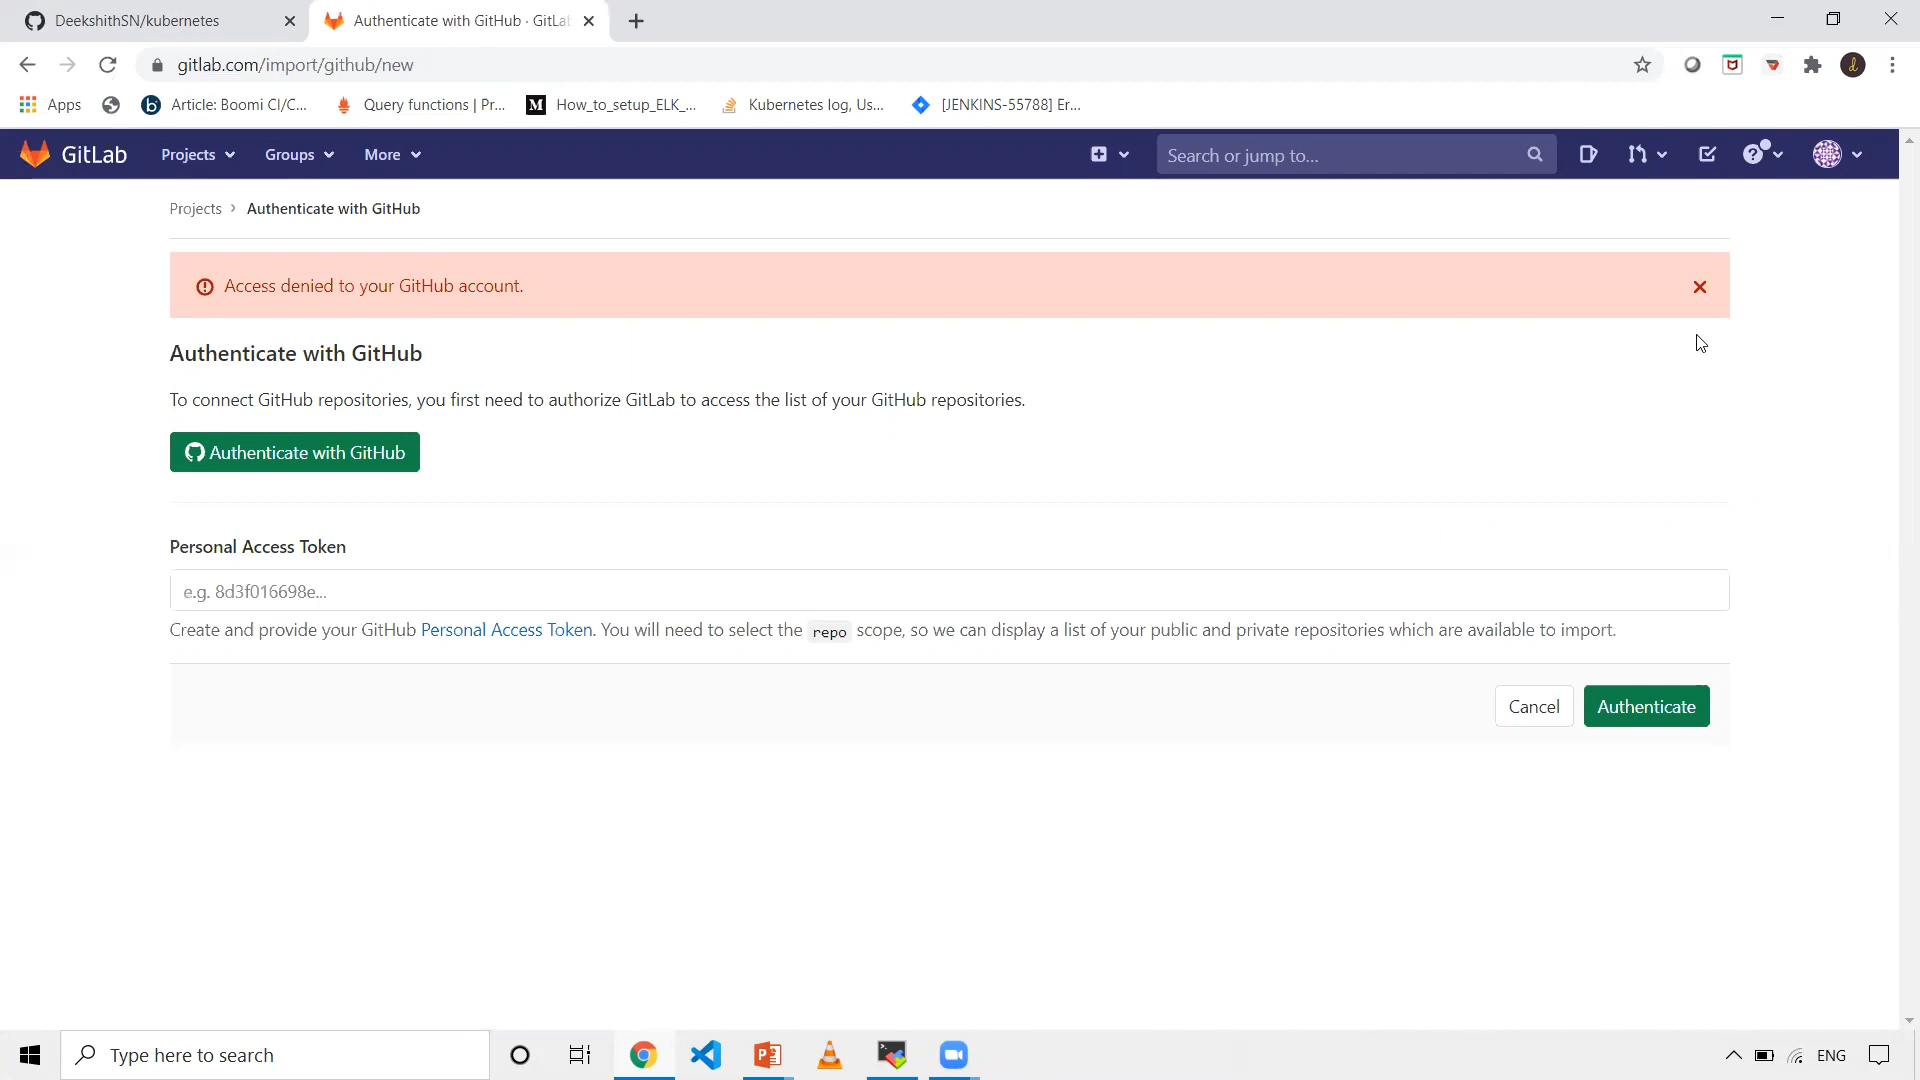 DeekshithSN/kubernetes
Authenticate with GitHub · GitLa
gitlab.com/import/github/new
Apps
Article: Boomi CI/C...
Query functions | Pr...
How_to_setup_ELK_...
Kubernetes log, Us...
[JENKINS-55788] Er...
GitLab
Projects
Groups
More
Search or jump to...
Projects › Authenticate with GitHub
Access denied to your GitHub account.
Authenticate with GitHub
To connect GitHub repositories, you first need to authorize GitLab to access the list of your GitHub repositories.
Authenticate with GitHub
Personal Access Token
e.g. 8d3f016698e...
Create and provide your GitHub Personal Access Token. You will need to select the repo scope, so we can display a list of your public and private repositories which are available to import.
Cancel
Authenticate
Type here to search
ENG